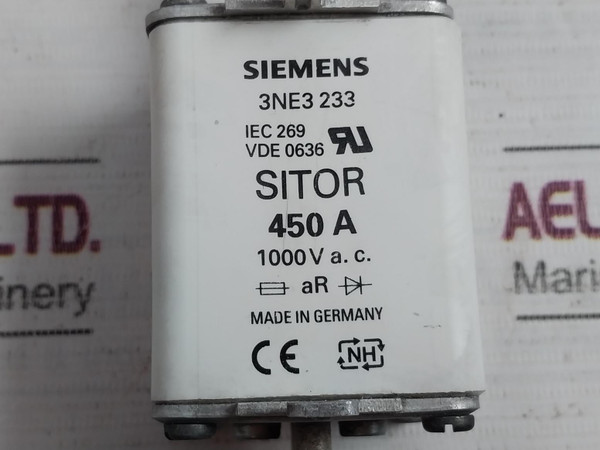 SIEMENS
3NE3 233
IEC 269
VDE 0636
SITOR
450 A
1000 V a. c.
aR
MADE IN GERMANY
CE NH
LTD. AEL
inery Mari